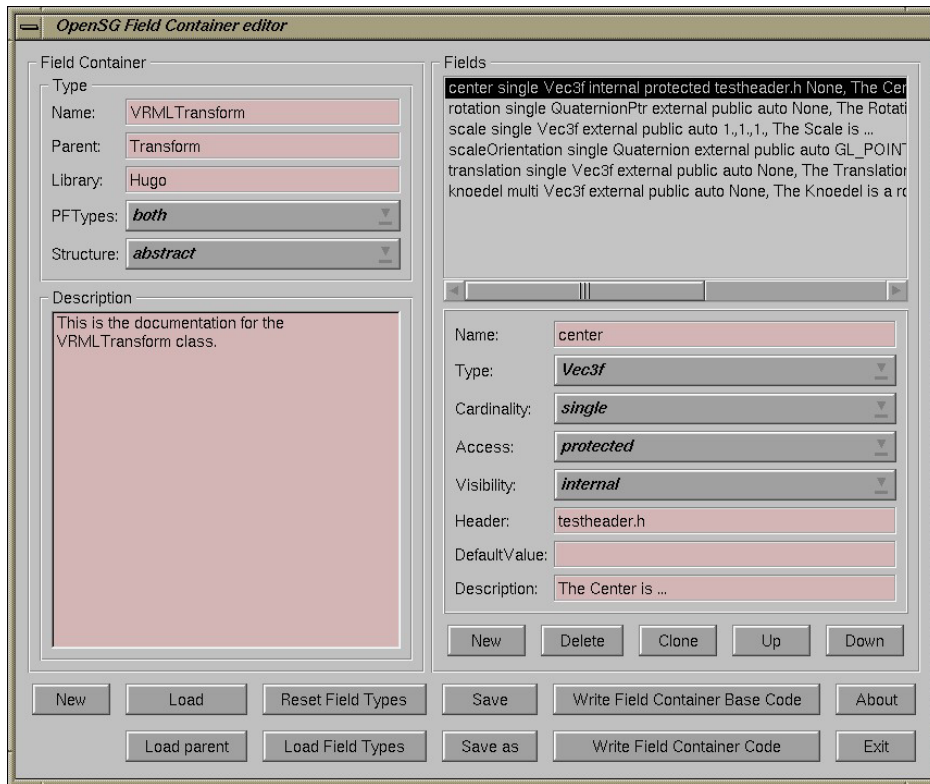 OpenSG Field Container editor
Field Container
Type
Name: VRMLTransform
Parent: Transform
Library: Hugo
PFTypes: both
Structure: abstract
Description
This is the documentation for the
VRMLTransform class.
Fields
center single Vec3f internal protected testheader.h None, The Cer
rotation single QuaternionPtr external public auto None, The Rotati
scale single Vec3f external public auto 1.,1.,1., The Scale is ...
scaleOrientation single Quaternion external public auto GL_POINT
translation single Vec3f external public auto None, The Translation
knoedel multi Vec3f external public auto None, The Knoedel is a ro
Name: center
Type: Vec3f
Cardinality: single
Access: protected
Visibility: internal
Header: testheader.h
DefaultValue:
Description: The Center is ...
New Delete Clone Up Down
New Load Reset Field Types Save Write Field Container Base Code About
Load parent Load Field Types Save as Write Field Container Code Exit